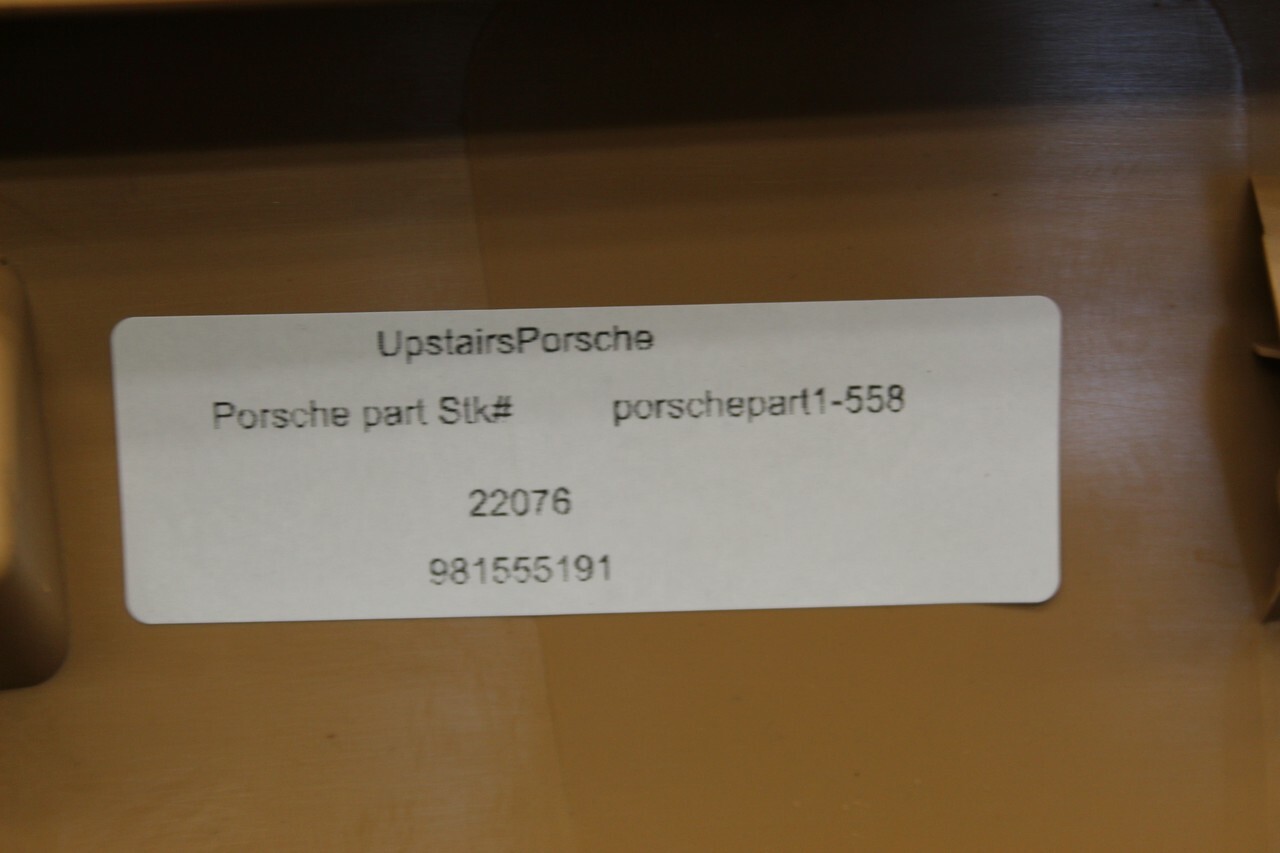 UpstairsPorsche
Porsche part Stk# porschepart1-558
22076
981555191